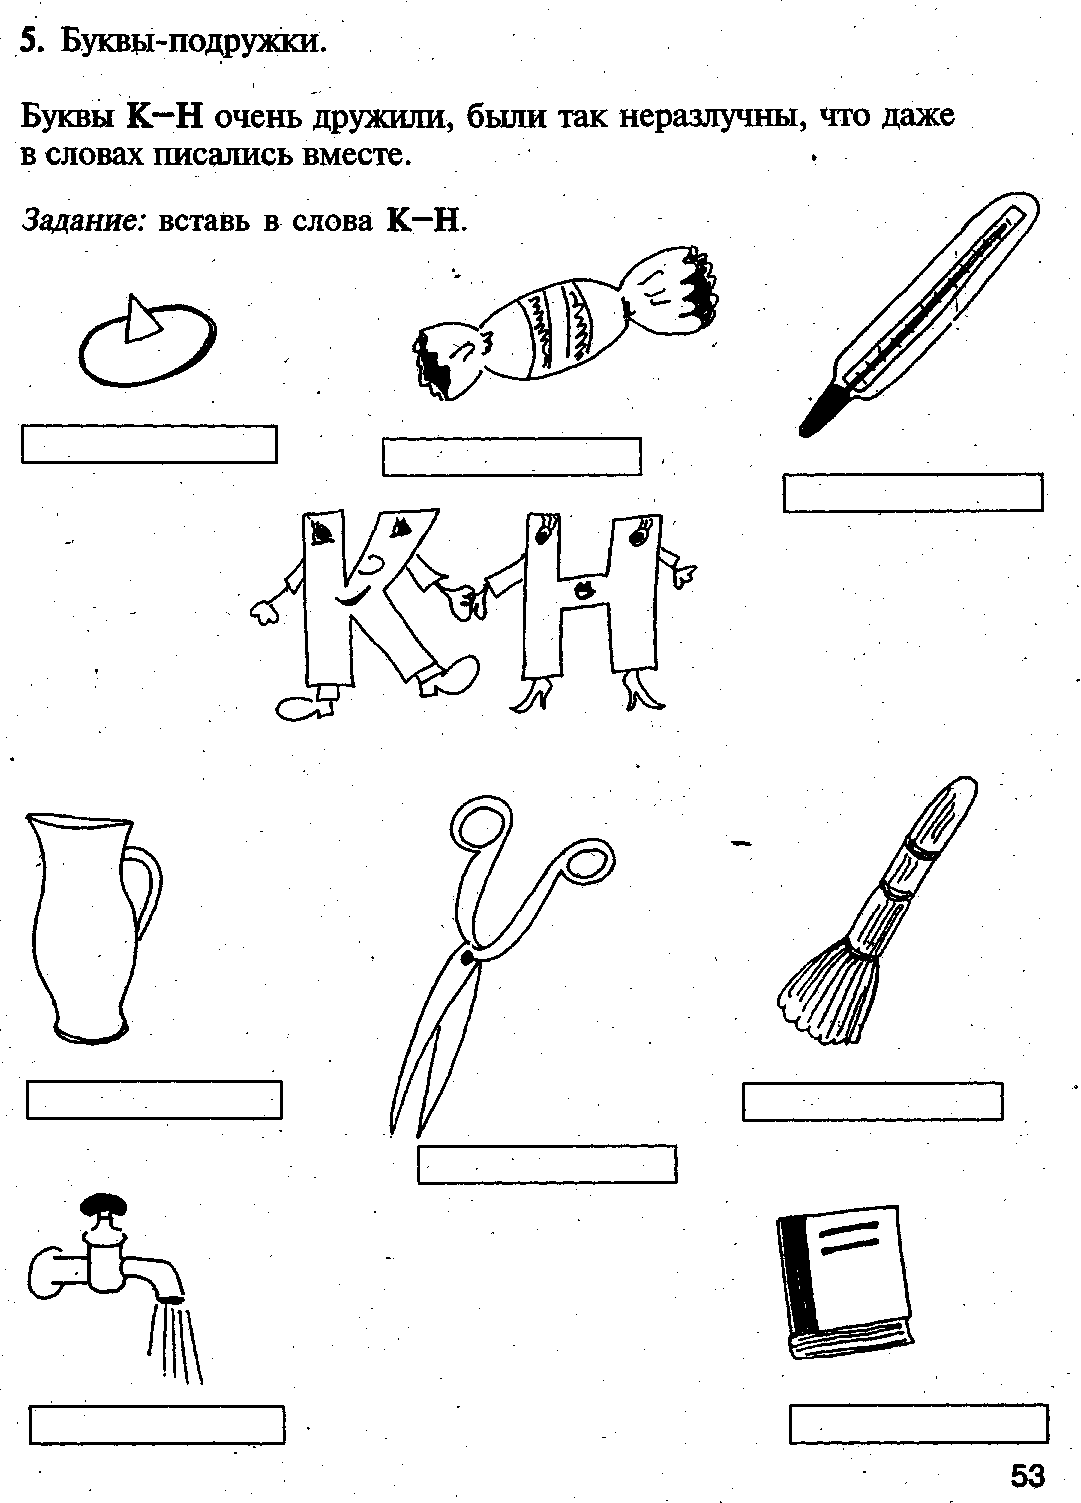 5. Буквы-подружки.
Буквы К—Н очень дружили, были так неразлучны, что даже
в словах писались вместе.
Задание: вставь в слова К—Н.
К Н
53